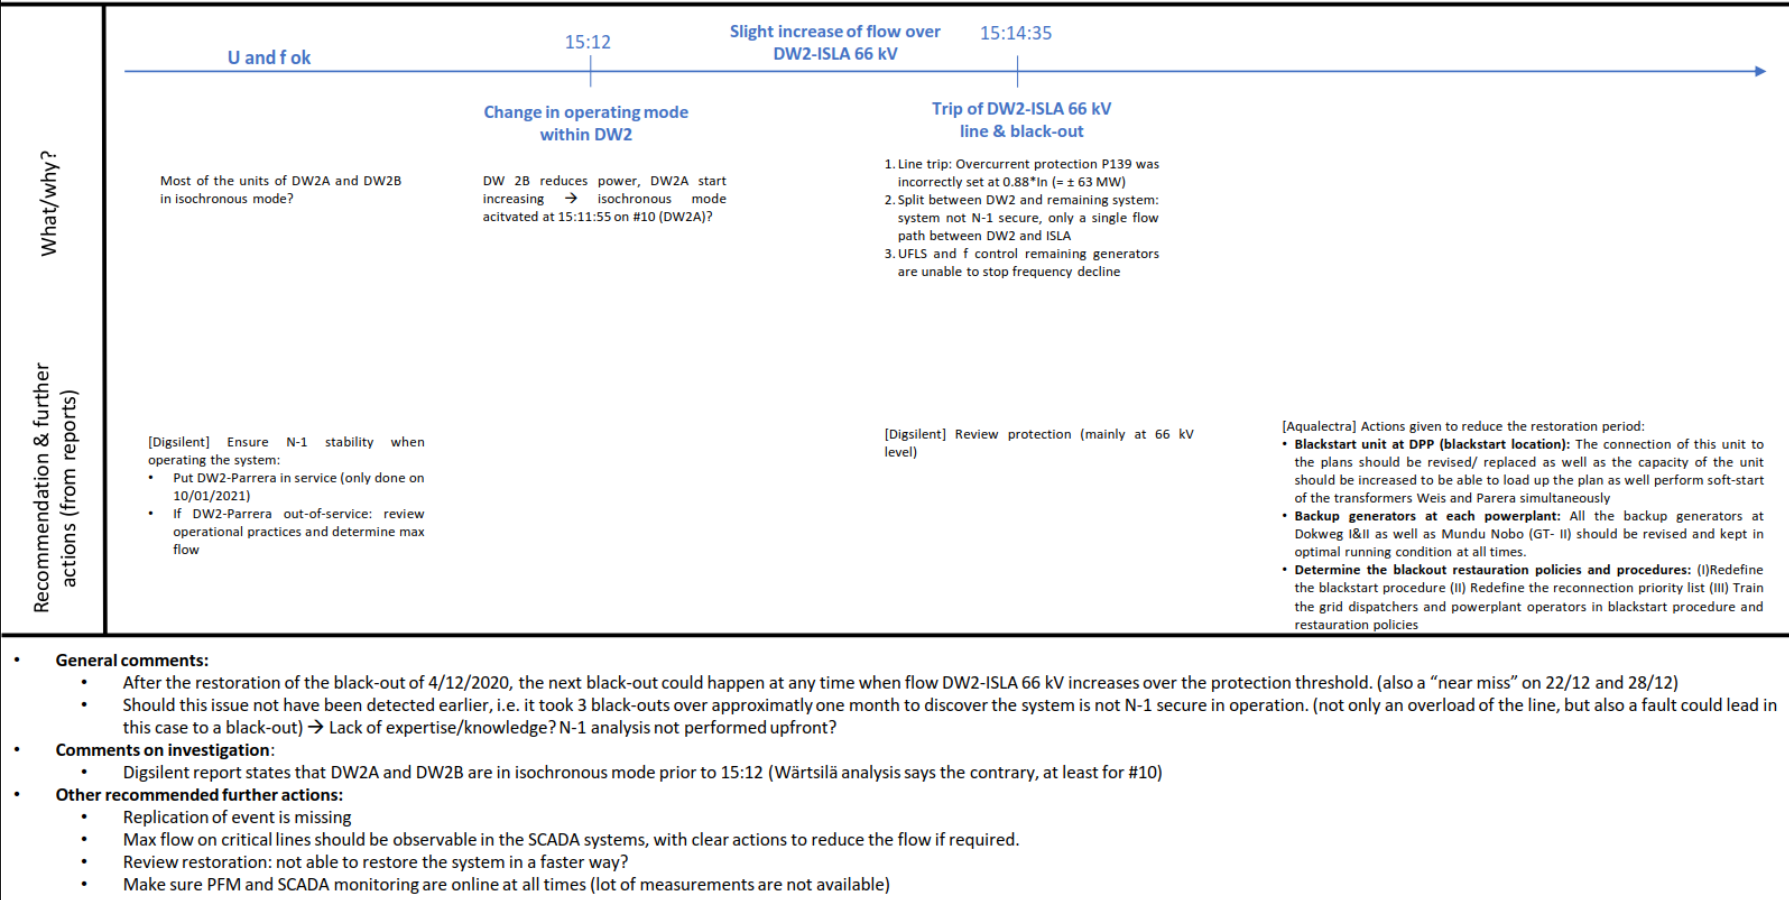 U and f ok
15:12
Slight increase of flow over
DW2-ISLA 66 kV
15:14:35
Change in operating mode
within DW2
Trip of DW2-ISLA 66 kV
line & black-out
What/why?
Most of the units of DW2A and DW2B
in isochronous mode?
DW 2B reduces power, DW2A start
increasing → isochronous mode
acitvated at 15:11:55 on #10 (DW2A)?
1. Line trip: Overcurrent protection P139 was
incorrectly set at 0.88*In (= ± 63 MW)
2. Split between DW2 and remaining system:
system not N-1 secure, only a single flow
path between DW2 and ISLA
3. UFLS and f control remaining generators
are unable to stop frequency decline
Recommendation & further
actions (from reports)
[Digsilent] Ensure N-1 stability when
operating the system:
• Put DW2-Parrera in service (only done on
10/01/2021)
• If DW2-Parrera out-of-service: review
operational practices and determine max
flow
[Digsilent] Review protection (mainly at 66 kV
level)
[Aqualectra] Actions given to reduce the restoration period:
• Blackstart unit at DPP (blackstart location): The connection of this unit to
the plans should be revised/ replaced as well as the capacity of the unit
should be increased to be able to load up the plan as well perform soft-start
of the transformers Weis and Parera simultaneously
• Backup generators at each powerplant: All the backup generators at
Dokweg I&II as well as Mundu Nobo (GT- II) should be revised and kept in
optimal running condition at all times.
• Determine the blackout restauration policies and procedures: (I)Redefine
the blackstart procedure (II) Redefine the reconnection priority list (III) Train
the grid dispatchers and powerplant operators in blackstart procedure and
restauration policies
• General comments:
• After the restoration of the black-out of 4/12/2020, the next black-out could happen at any time when flow DW2-ISLA 66 kV increases over the protection threshold. (also a “near miss” on 22/12 and 28/12)
• Should this issue not have been detected earlier, i.e. it took 3 black-outs over approximatly one month to discover the system is not N-1 secure in operation. (not only an overload of the line, but also a fault could lead in
this case to a black-out) → Lack of expertise/knowledge? N-1 analysis not performed upfront?
• Comments on investigation:
• Digsilent report states that DW2A and DW2B are in isochronous mode prior to 15:12 (Wärtsilä analysis says the contrary, at least for #10)
• Other recommended further actions:
• Replication of event is missing
• Max flow on critical lines should be observable in the SCADA systems, with clear actions to reduce the flow if required.
• Review restoration: not able to restore the system in a faster way?
• Make sure PFM and SCADA monitoring are online at all times (lot of measurements are not available)